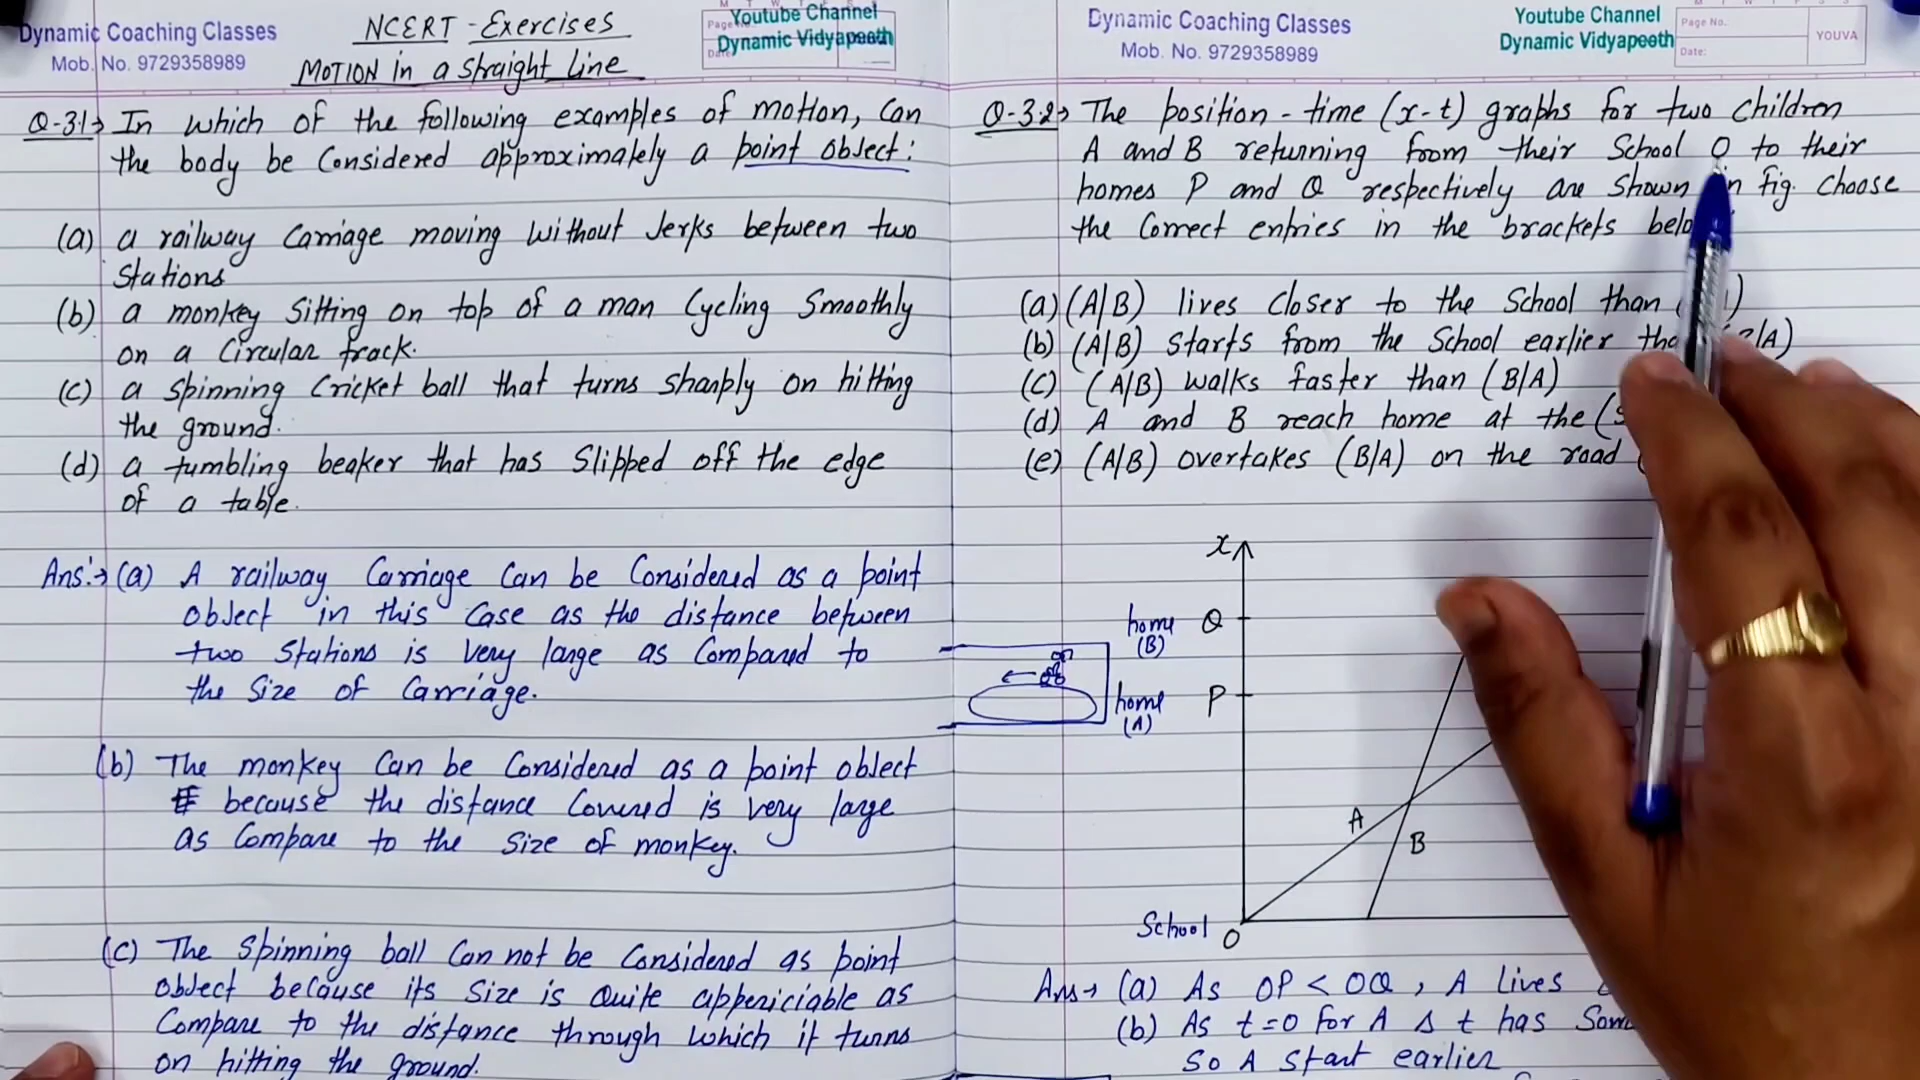 Dynamic Coaching Classes
Mob. No. 9729358989
NCERT - Exercises
MOTION in a straight Line
Youtube Channel
Dynamic Vidyapeeth
Q-3.1→ In which of the following examples of motion, Can
the body be Considered approximately a point object:
(a) a railway Carriage moving without Jerks between two
Stations
(b) a monkey Sitting on top of a man Cycling Smoothly
on a Circular track.
(c) a Spinning Cricket ball that turns sharply on hitting
the ground.
(d) a tumbling beaker that has Slipped off the edge
of a table.
Ans:→ (a) A railway Carriage Can be Considered as a point
Object in this Case as the distance between
two Stations is very large as Compared to
the Size of Carriage.
(b) The monkey Can be Considered as a point object
because the distance Covered is very large
as Compare to the Size of monkey.
(c) The Spinning ball Can not be Considered as point
Object because its Size is Quite appericiable as
Compare to the distance through which it turns
on hitting the ground.
Dynamic Coaching Classes
Mob. No. 9729358989
Youtube Channel
Dynamic Vidyapeeth
Page No.
Date:
YOUVA
Q-3.2→ The position - time (x-t) graphs for two children
A and B returning from their School O to their
homes P and Q respectively are Shown in fig. Choose
the Correct entries in the brackets
(a) (A|B) lives Closer to the School than
(b) (A|B) Starts from the School earlier
(c) (A|B) walks faster than (B|A)
(d) A and B reach home at the
(e) (A|B) overtakes (B|A) on the road
x
home Q
(B)
home P
(A)
A
B
School O
Ans→ (a) As OP < OQ, A lives
(b) As t=0 for A & t has
So A Start earlier